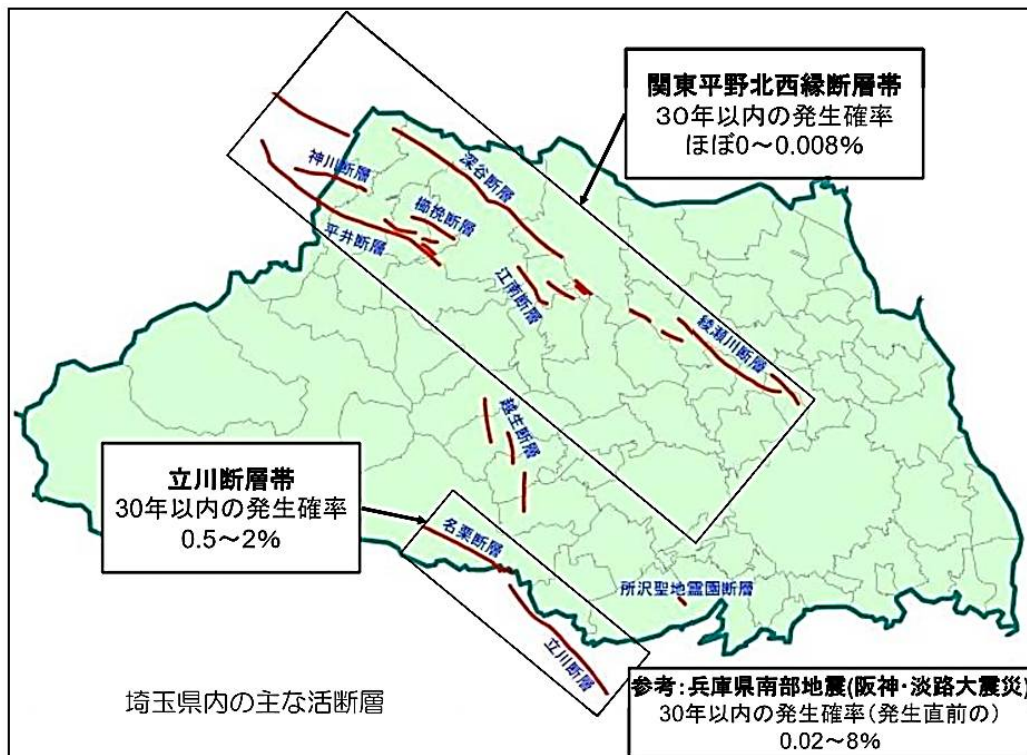 関東平野北西縁断層帯
30年以内の発生確率
ほぼ0～0.008%
神川断層
深谷断層
櫛挽断層
平井断層
江南断層
綾瀬川断層
越生断層
立川断層帯
30年以内の発生確率
0.5～2%
名栗断層
所沢聖地霊園断層
立川断層
埼玉県内の主な活断層
参考:兵庫県南部地震(阪神・淡路大震災)
30年以内の発生確率(発生直前の)
0.02～8%